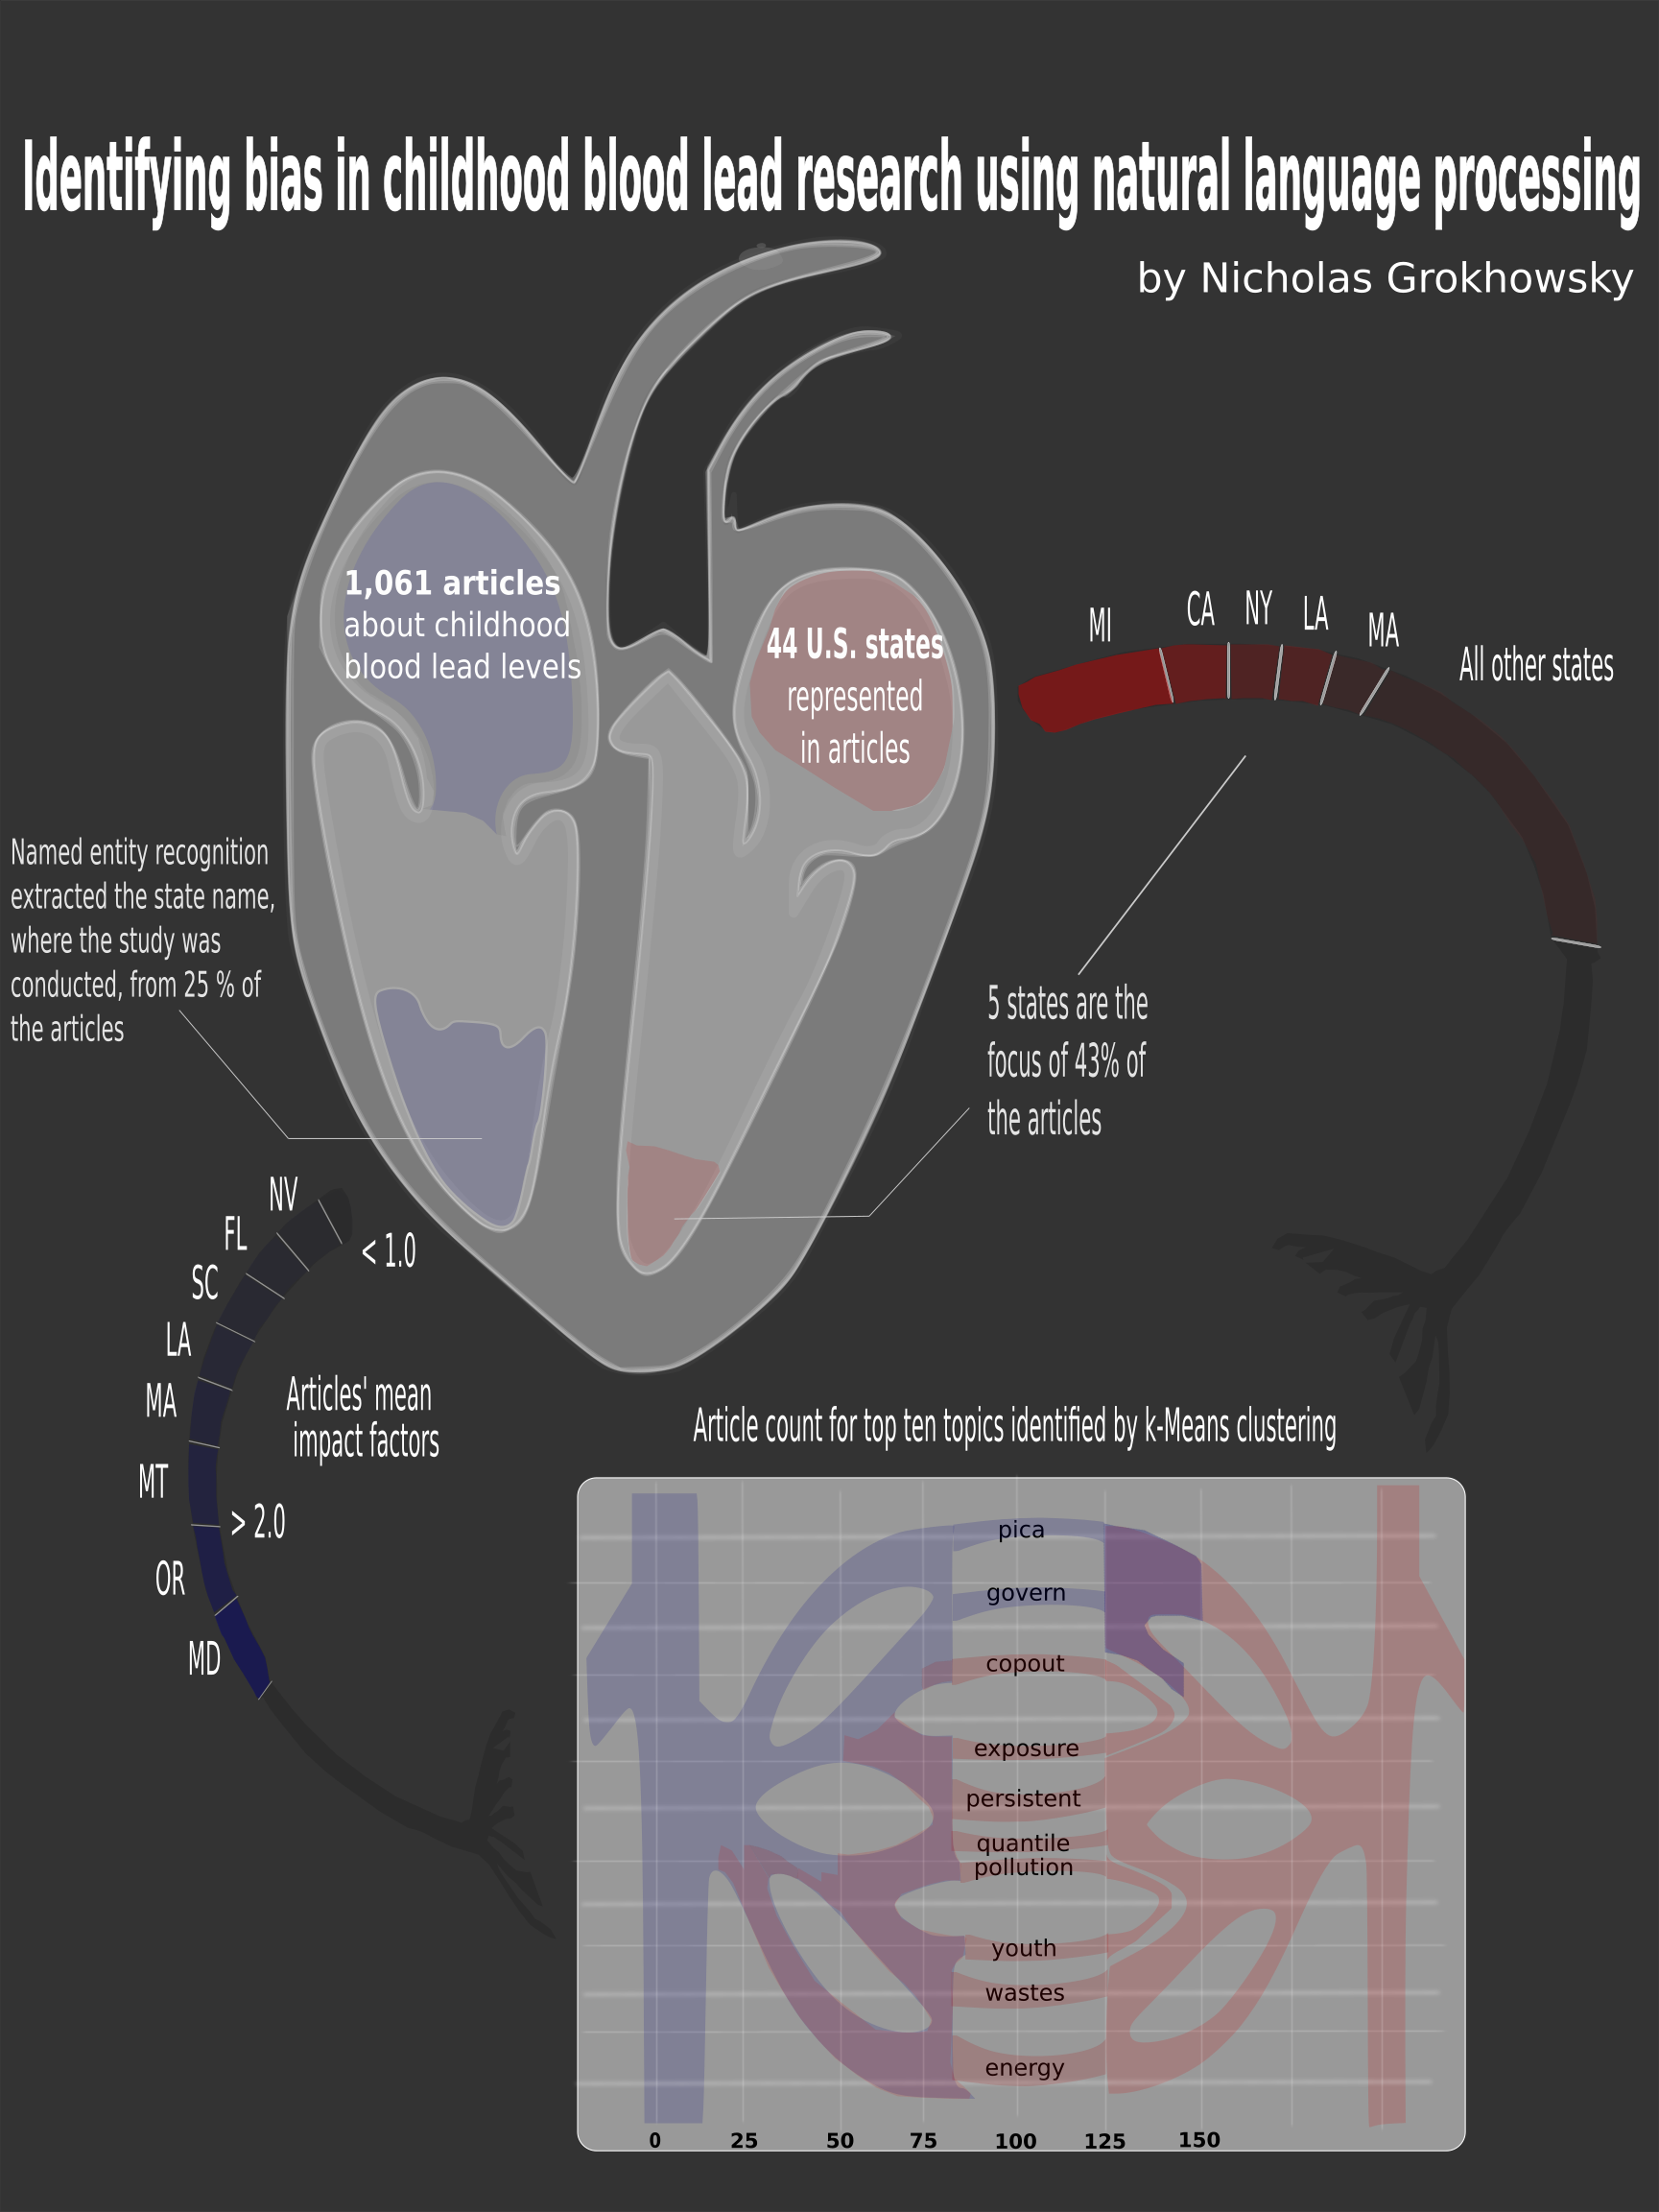 Identifying bias in childhood blood lead research using natural language processing
by Nicholas Grokhowsky
1,061 articles
about childhood
blood lead levels
44 U.S. states
represented
in articles
MI
CA
NY
LA
MA
All other states
Named entity recognition
extracted the state name,
where the study was
conducted, from 25 % of
the articles
5 states are the
focus of 43% of
the articles
NV
FL
SC
LA
MA
MT
OR
MD
< 1.0
Articles' mean
impact factors
> 2.0
Article count for top ten topics identified by k-Means clustering
pica
govern
copout
exposure
persistent
quantile
pollution
youth
wastes
energy
0 25 50 75 100 125 150